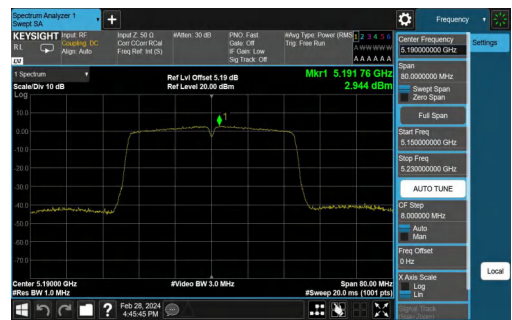 Spectrum Analyzer 1
Swept SA
Frequency
KEYSIGHT
RL
LV
Input: RF
Coupling: DC
Align: Auto
Input Z: 50 Ω
Corr CCorr RCal
Freq Ref: Int (S)
#Atten: 30 dB
PNO: Fast
Gate: Off
IF Gain: Low
Sig Track: Off
#Avg Type: Power (RMS)
Trig: Free Run
1 2 3 4 5 6
A W W W W W
A A A A A A
1 Spectrum
Scale/Div 10 dB
Log
Ref Lvl Offset 5.19 dB
Ref Level 20.00 dBm
Mkr1 5.191 76 GHz
2.944 dBm
1
10.0
0.00
-10.0
-20.0
-30.0
-40.0
-50.0
-60.0
-70.0
Center 5.19000 GHz
#Res BW 1.0 MHz
#Video BW 3.0 MHz
Span 80.00 MHz
#Sweep 20.0 ms (1001 pts)
Center Frequency
5.190000000 GHz
Settings
Span
80.0000000 MHz
Swept Span
Zero Span
Full Span
Start Freq
5.150000000 GHz
Stop Freq
5.230000000 GHz
AUTO TUNE
CF Step
8.000000 MHz
Auto
Man
Freq Offset
0 Hz
X Axis Scale
Log
Lin
Local
Signal Track
?
Feb 28, 2024
4:45:45 PM